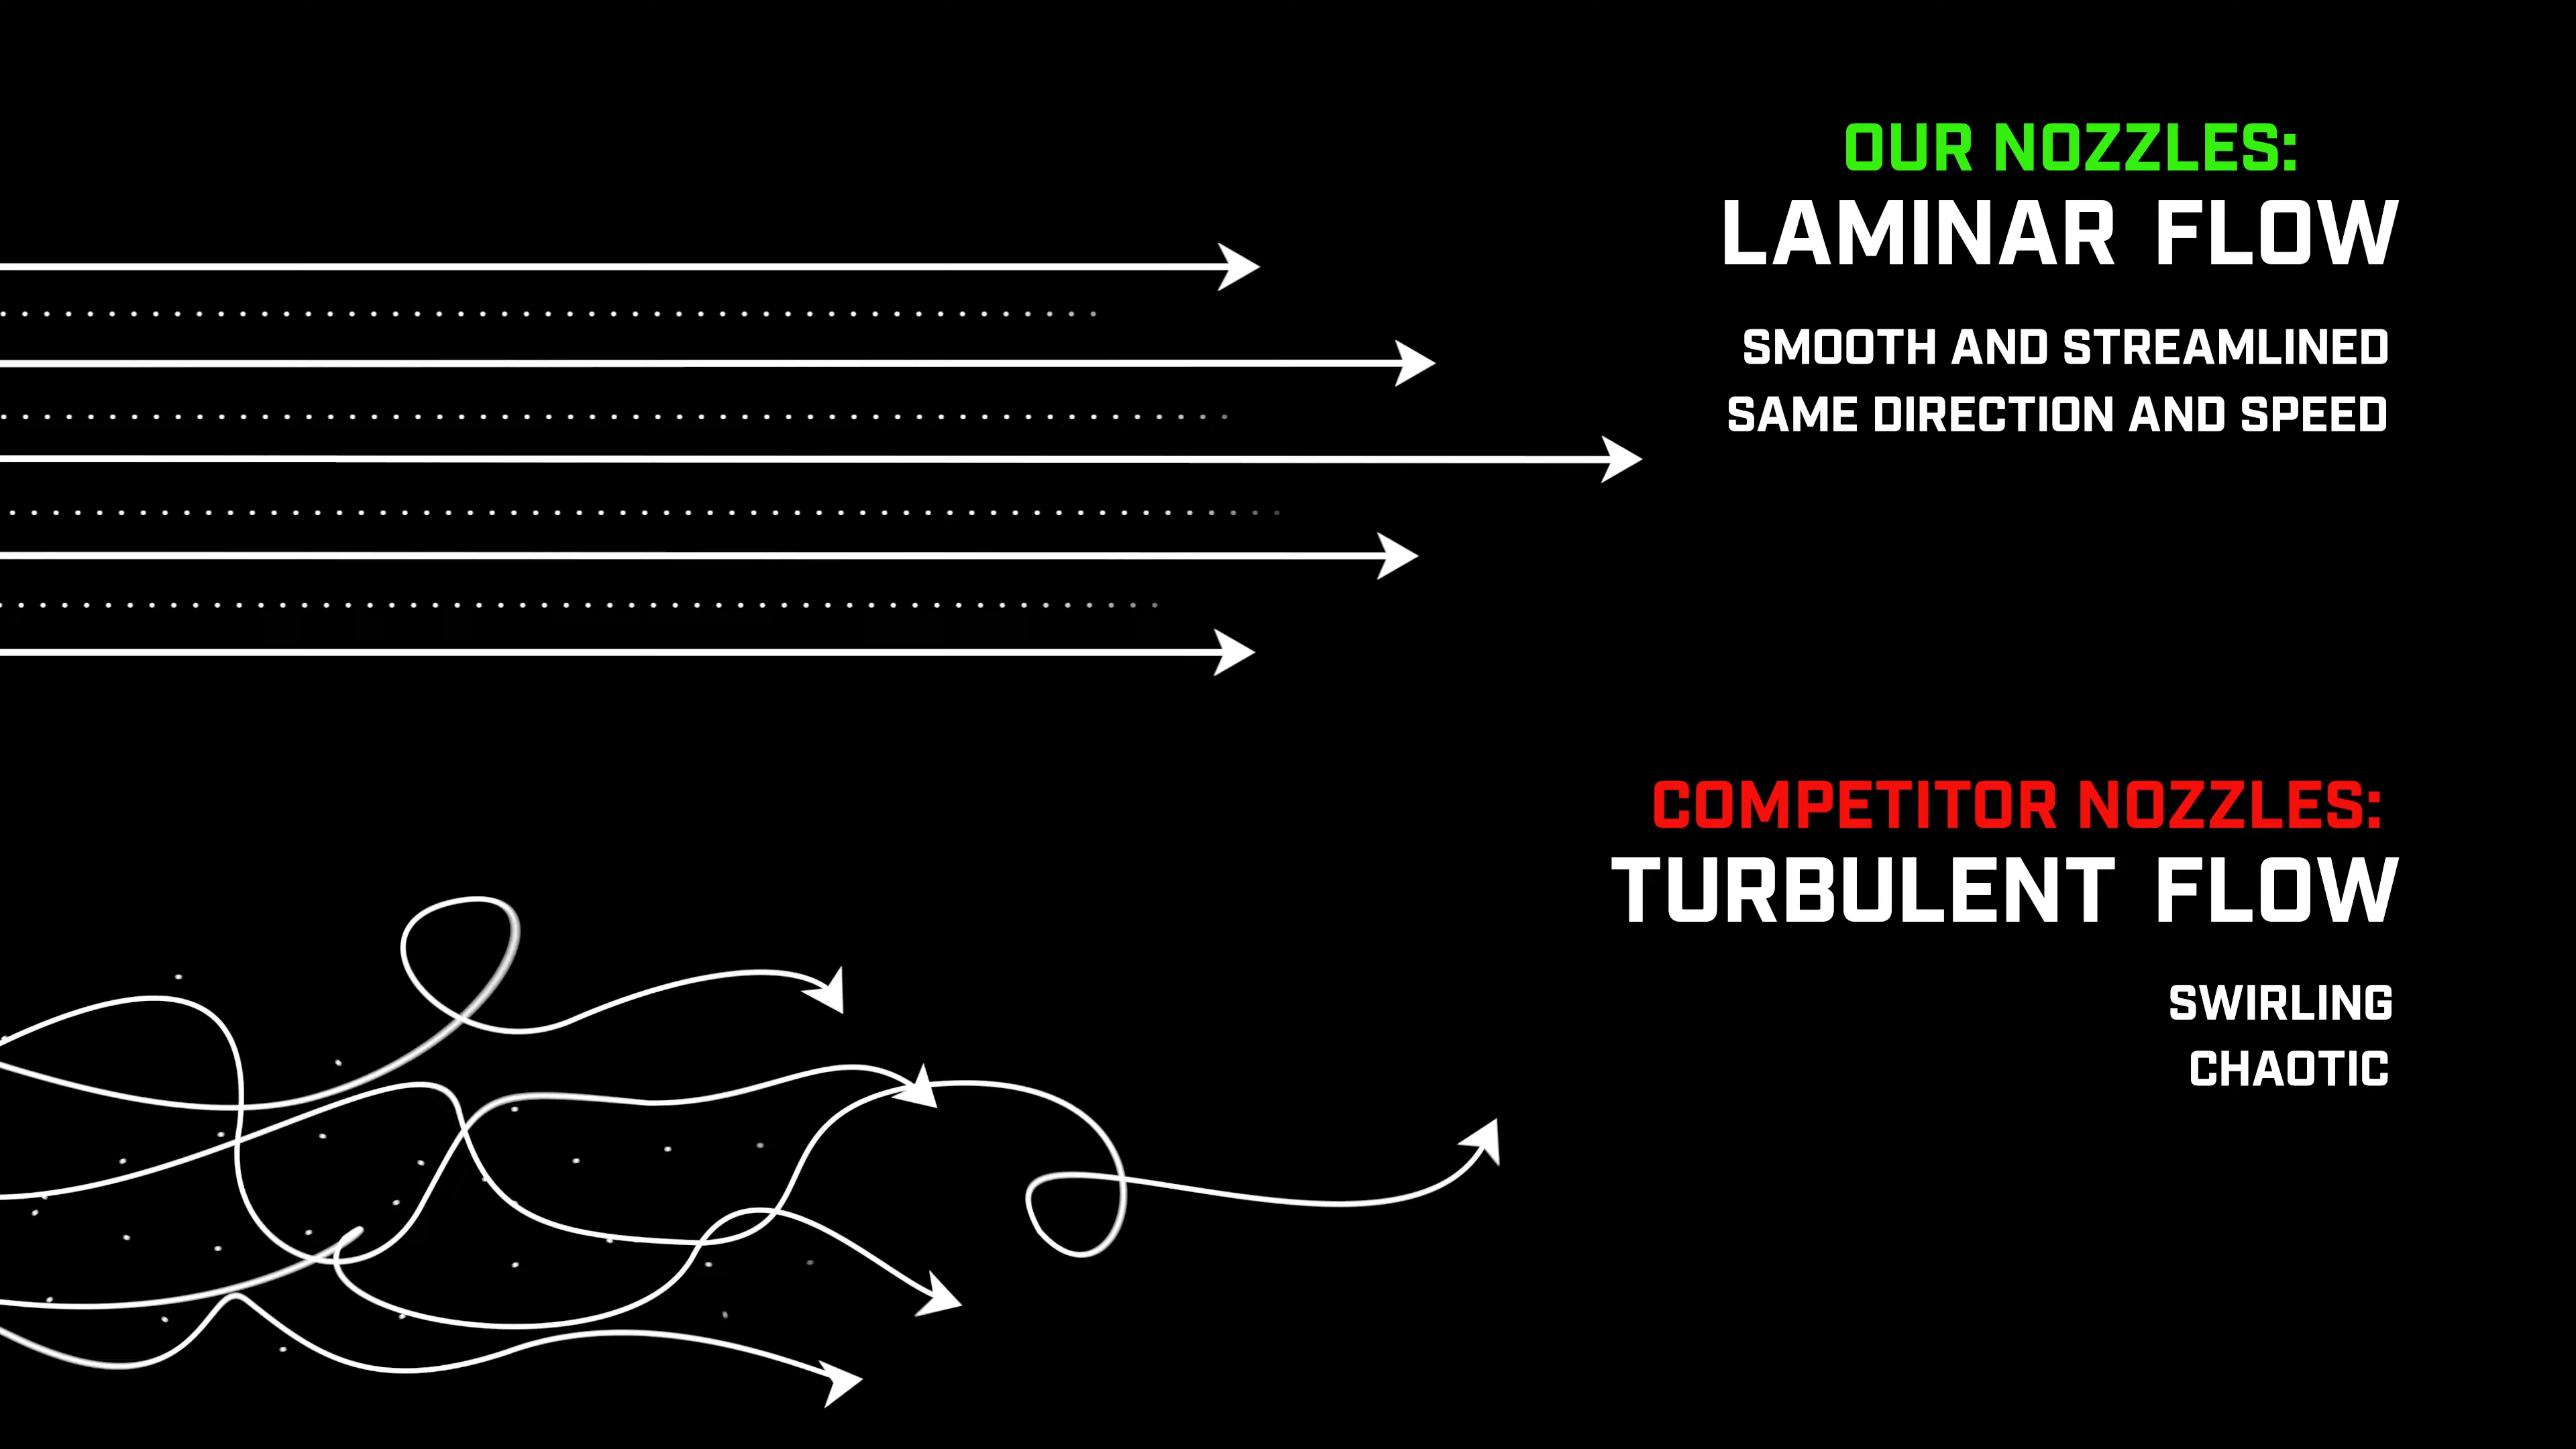 OUR NOZZLES:
LAMINAR FLOW
SMOOTH AND STREAMLINED
SAME DIRECTION AND SPEED
COMPETITOR NOZZLES:
TURBULENT FLOW
SWIRLING
CHAOTIC